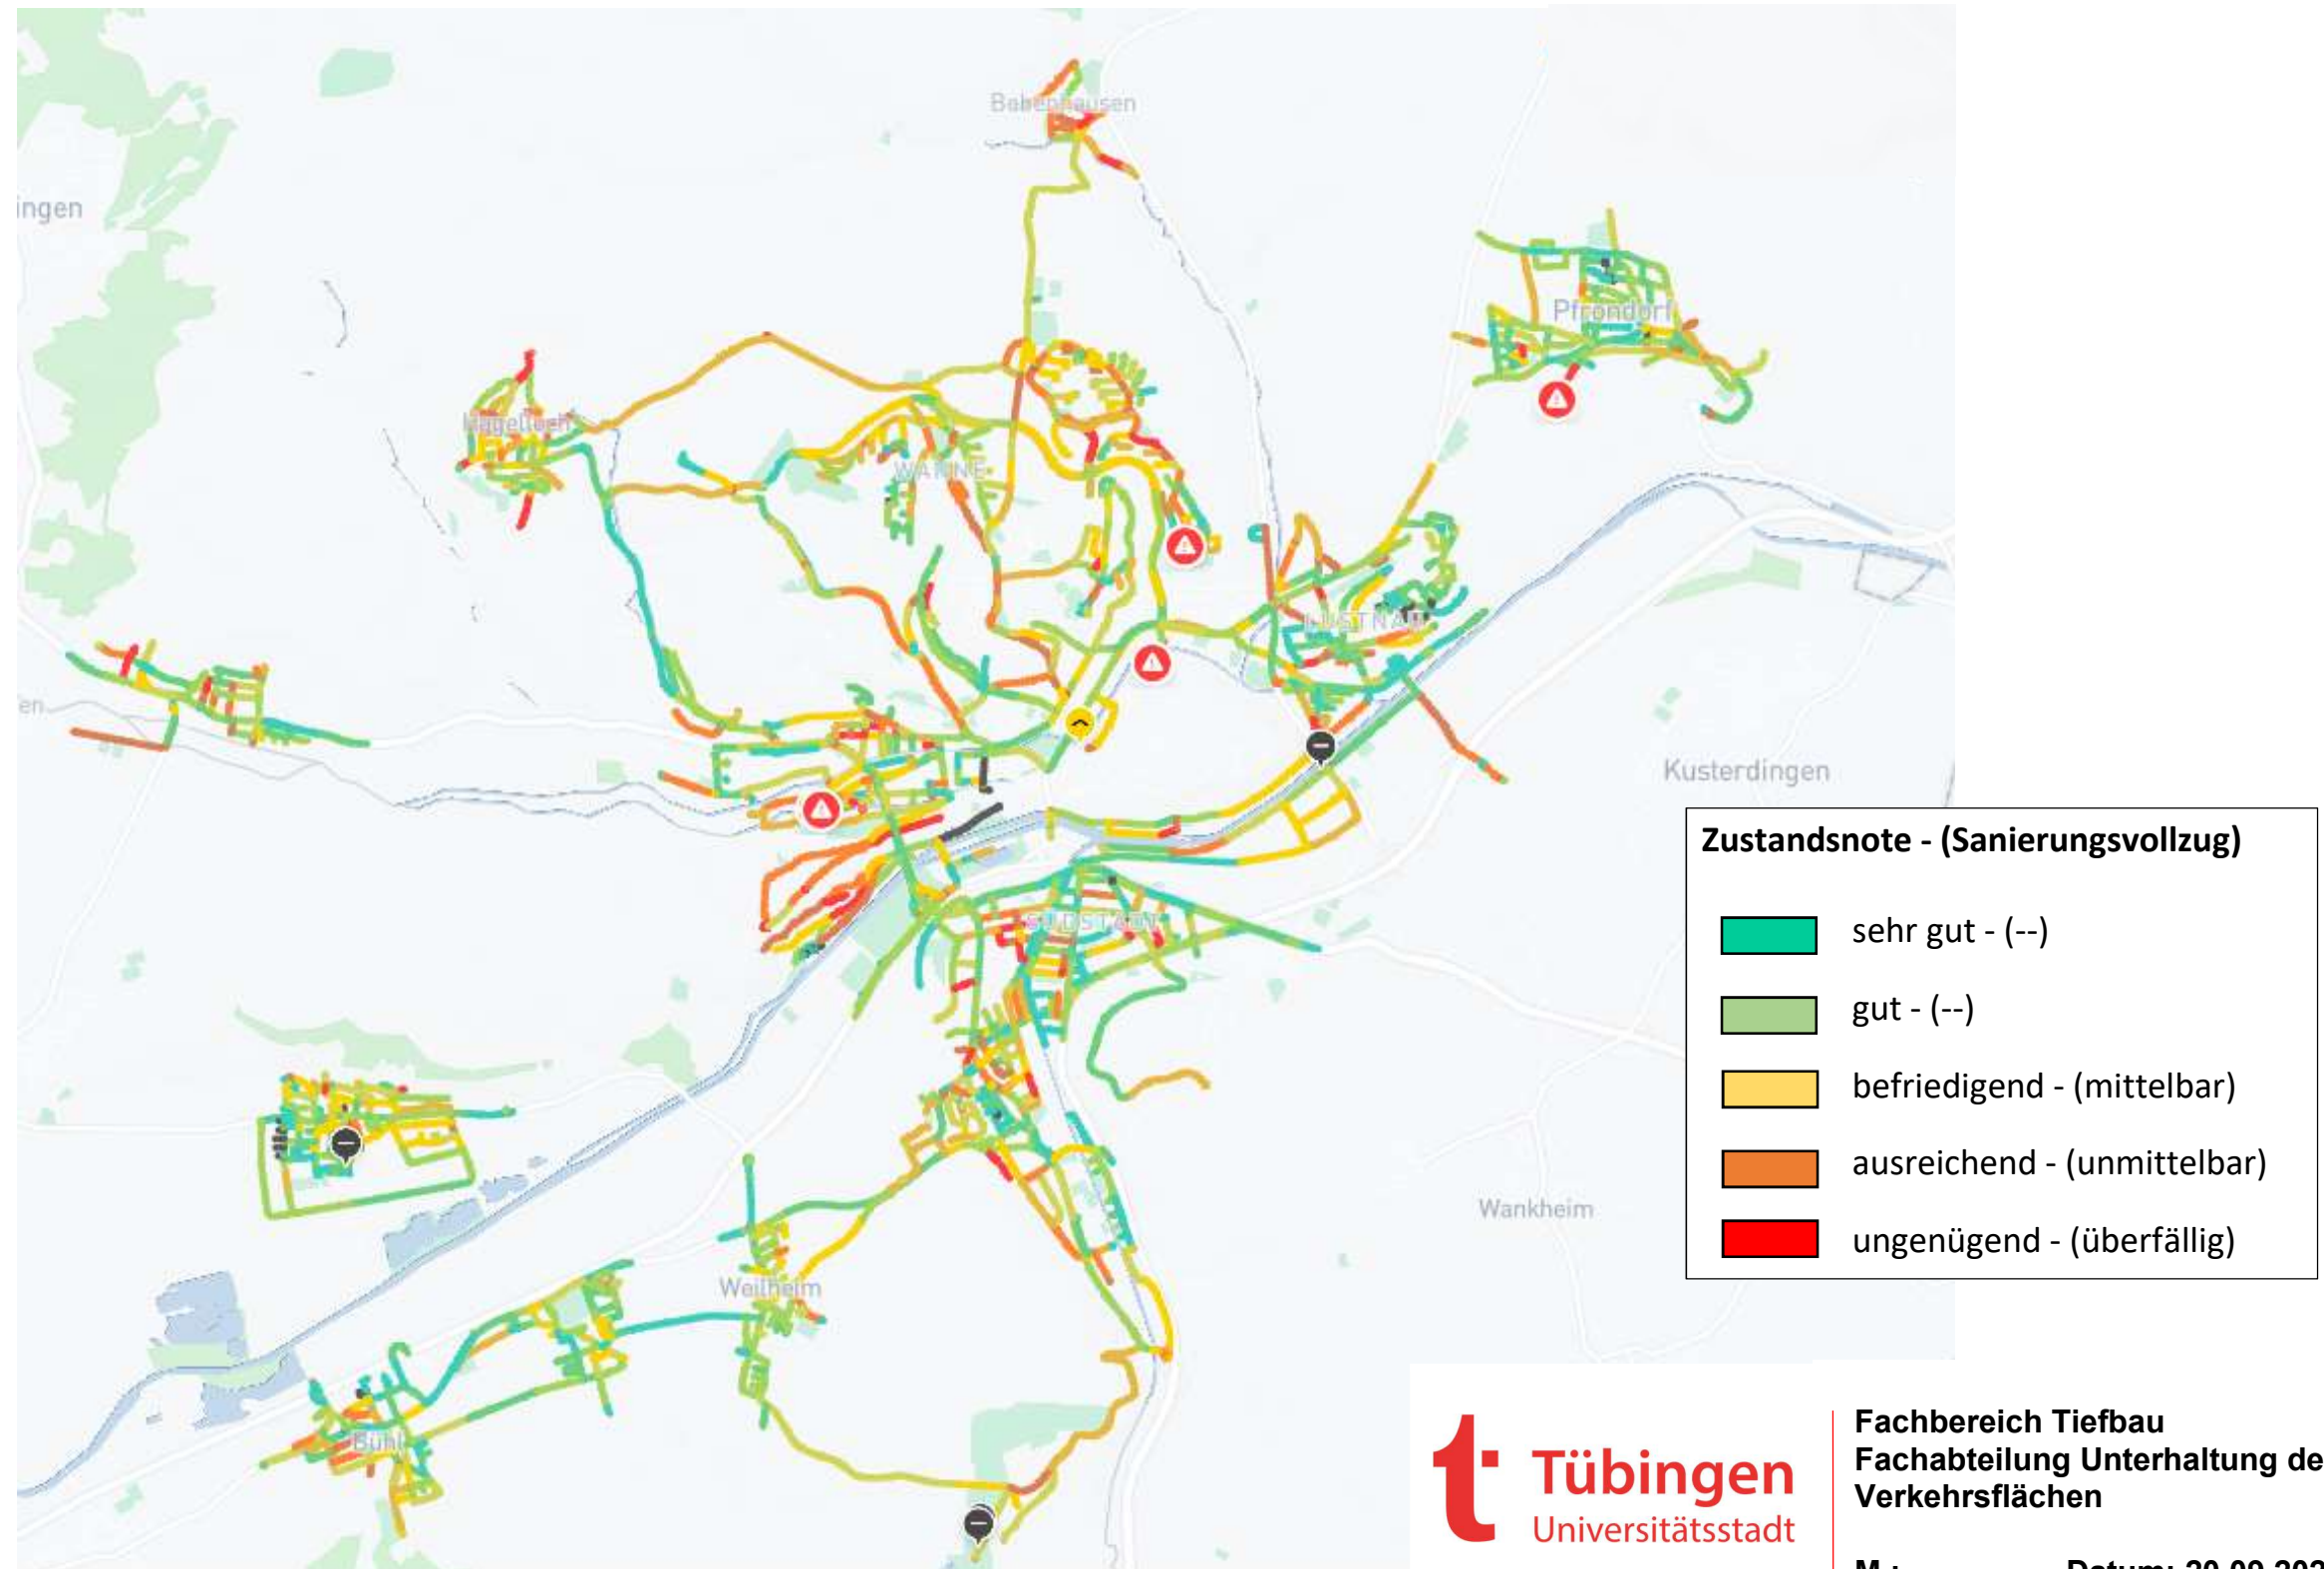 Bebenhausen
ingen
Pfrondorf
Hagelloch
WANNE
LUSTNAU
en
Kusterdingen
Zustandsnote - (Sanierungsvollzug)
sehr gut - (--)
SÜDSTADT
gut - (--)
befriedigend - (mittelbar)
ausreichend - (unmittelbar)
Wankheim
ungenügend - (überfällig)
Weilheim
Bühl
t Tübingen
Universitätsstadt
Fachbereich Tiefbau
Fachabteilung Unterhaltung de
Verkehrsflächen